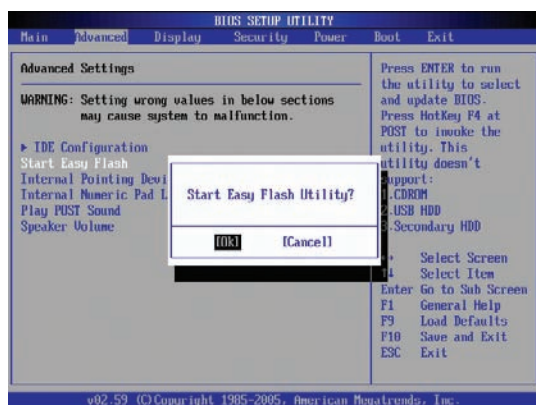 BIOS SETUP UTILITY
Main Advanced Display Security Power Boot Exit
Advanced Settings
WARNING: Setting wrong values in below sections
may cause system to malfunction.
▶ IDE Configuration
Start Easy Flash
Internal Pointing Devi
Internal Numeric Pad L
Play POST Sound
Speaker Volume
Start Easy Flash Utility?
[Ok] [Cancel]
Press ENTER to run
the utility to select
and update BIOS.
Press HotKey F4 at
POST to invoke the
utility. This
utility doesn't
upport:
.CDROM
.USB HDD
.Secondary HDD
Select Screen
↑↓ Select Item
Enter Go to Sub Screen
F1 General Help
F9 Load Defaults
F10 Save and Exit
ESC Exit
v02.59 (C)Copyright 1985-2005, American Megatrends, Inc.